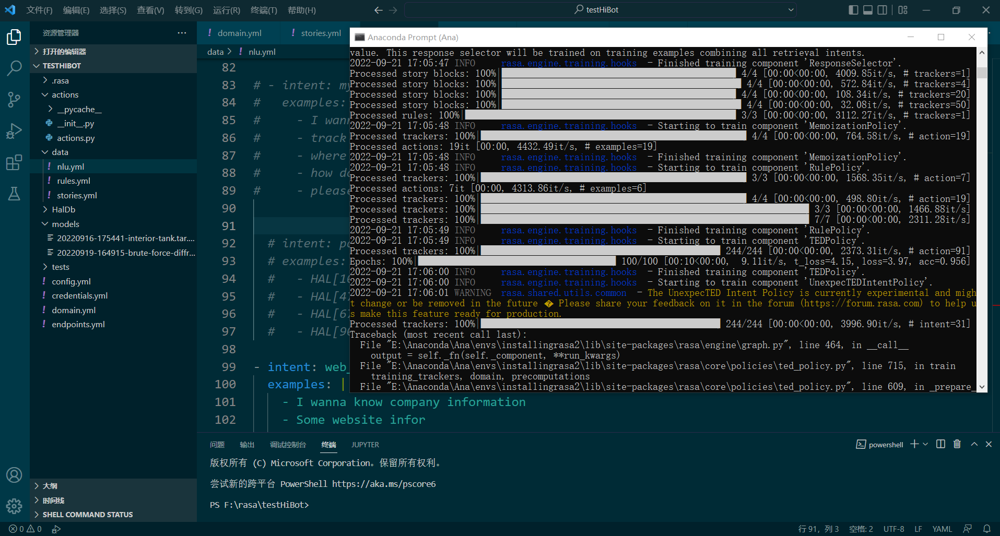 文件(F) 编辑(E) 选择(S) 查看(V) 转到(G) 运行(R) 终端(T) 帮助(H)
testHiBot
资源管理器
打开的编辑器
TESTHIBOT
.rasa
actions
__pycache__
__init__.py
actions.py
data
nlu.yml
rules.yml
stories.yml
HalDb
models
20220916-175441-interior-tank.tar....
20220919-164915-brute-force-diffr...
tests
config.yml
credentials.yml
domain.yml
endpoints.yml
大纲
时间线
SHELL COMMAND STATUS
domain.yml
stories.yml
data > nlu.yml
82
83 # - intent: my
84 #   examples:
85 #     - I wann
86 #     - track
87 #     - where
88 #     - how do
89 #     - please
90
91
92 # intent: po
93 # examples:
94 #   - HAL[10
95 #   - HAL[47
96 #   - HAL[67
97 #   - HAL[90
98
99 - intent: web_
100 examples: |
101 - I wanna know company information
102 - Some website infor
Anaconda Prompt (Ana)
value. This response selector will be trained on training examples combining all retrieval intents.
2022-09-21 17:05:47 INFO     rasa.engine.training.hooks  - Finished training component 'ResponseSelector'.
Processed story blocks: 100%| 4/4 [00:00<00:00, 4009.85it/s, # trackers=1]
Processed story blocks: 100%| 4/4 [00:00<00:00, 572.84it/s, # trackers=4]
Processed story blocks: 100%| 4/4 [00:00<00:00, 108.34it/s, # trackers=20]
Processed story blocks: 100%| 4/4 [00:00<00:00, 32.08it/s, # trackers=50]
Processed rules: 100%| 3/3 [00:00<00:00, 3112.27it/s, # trackers=1]
2022-09-21 17:05:48 INFO     rasa.engine.training.hooks  - Starting to train component 'MemoizationPolicy'.
Processed trackers: 100%| 4/4 [00:00<00:00, 764.58it/s, # action=19]
Processed actions: 19it [00:00, 4432.49it/s, # examples=19]
2022-09-21 17:05:48 INFO     rasa.engine.training.hooks  - Finished training component 'MemoizationPolicy'.
2022-09-21 17:05:48 INFO     rasa.engine.training.hooks  - Starting to train component 'RulePolicy'.
Processed trackers: 100%| 3/3 [00:00<00:00, 1568.35it/s, # action=7]
Processed actions: 7it [00:00, 4313.86it/s, # examples=6]
Processed trackers: 100%| 4/4 [00:00<00:00, 498.80it/s, # action=19]
Processed trackers: 100%| 3/3 [00:00<00:00, 1466.88it/s]
Processed trackers: 100%| 7/7 [00:00<00:00, 2311.28it/s]
2022-09-21 17:05:49 INFO     rasa.engine.training.hooks  - Finished training component 'RulePolicy'.
2022-09-21 17:05:49 INFO     rasa.engine.training.hooks  - Starting to train component 'TEDPolicy'.
Processed trackers: 100%| 244/244 [00:00<00:00, 2373.31it/s, # action=91]
Epochs: 100%| 100/100 [00:10<00:00,  9.11it/s, t_loss=4.15, loss=3.97, acc=0.956]
2022-09-21 17:06:00 INFO     rasa.engine.training.hooks  - Finished training component 'TEDPolicy'.
2022-09-21 17:06:00 INFO     rasa.engine.training.hooks  - Starting to train component 'UnexpecTEDIntentPolicy'.
2022-09-21 17:06:01 WARNING  rasa.shared.utils.common  - The UnexpecTED Intent Policy is currently experimental and migh
t change or be removed in the future � Please share your feedback on it in the forum (https://forum.rasa.com) to help u
s make this feature ready for production.
Processed trackers: 100%| 244/244 [00:00<00:00, 3996.90it/s, # intent=31]
Traceback (most recent call last):
  File "E:\Anaconda\Ana\envs\installingrasa2\lib\site-packages\rasa\engine\graph.py", line 464, in __call__
    output = self._fn(self._component, **run_kwargs)
  File "E:\Anaconda\Ana\envs\installingrasa2\lib\site-packages\rasa\core\policies\ted_policy.py", line 715, in train
    training_trackers, domain, precomputations
  File "E:\Anaconda\Ana\envs\installingrasa2\lib\site-packages\rasa\core\policies\ted_policy.py", line 609, in _prepare_
问题 输出 调试控制台 终端 JUPYTER
powershell
版权所有 (C) Microsoft Corporation。保留所有权利。
尝试新的跨平台 PowerShell https://aka.ms/pscore6
PS F:\rasa\testHiBot>
0 0
行 91，列 3 空格: 2 UTF-8 LF YAML